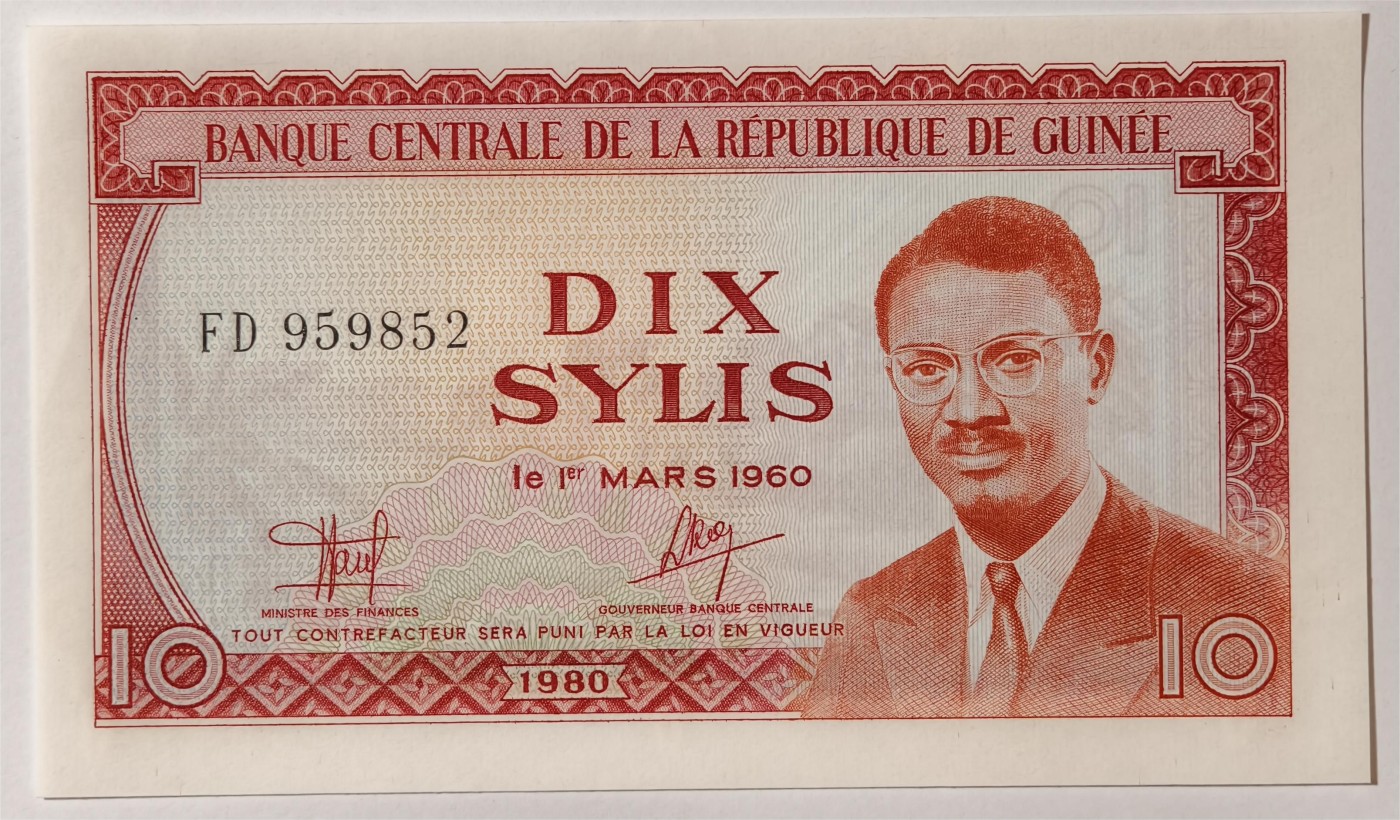 BANQUE CENTRALE DE LA RÉPUBLIQUE DE GUINÉE
FD 959852
DIX
SYLIS
le 1er MARS 1960
MINISTRE DES FINANCES
GOUVERNEUR BANQUE CENTRALE
TOUT CONTREFACTEUR SERA PUNI PAR LA LOI EN VIGUEUR
10
1980
10